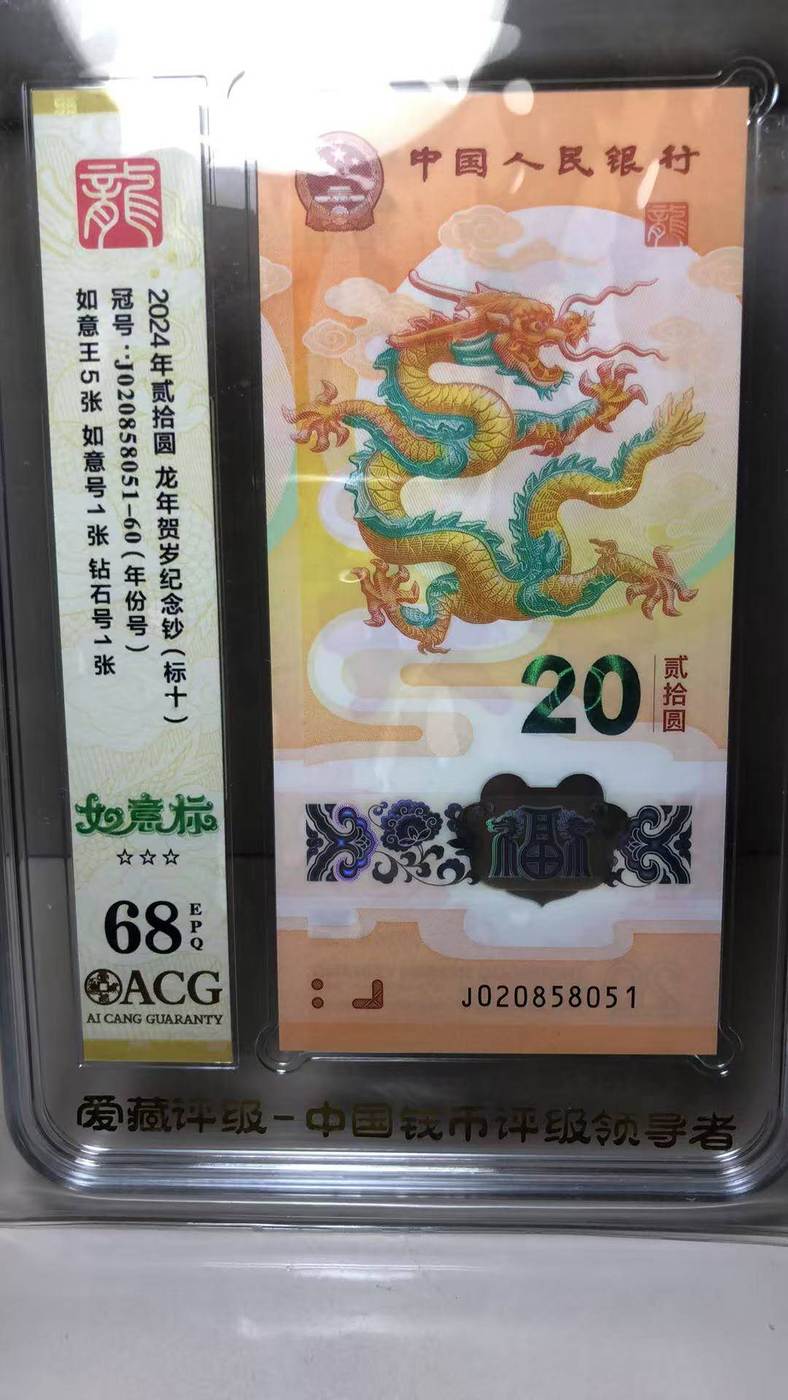 龍
2024年贰拾圆 龙年贺岁纪念钞(标十)
冠号:J020858051-60(年份号)
如意王5张 如意号1张 钻石号1张
如意标
☆☆☆
68
EPQ
ACG
AI CANG GUARANTY
中国人民银行
龍
20
贰拾圆
福
J020858051
爱藏评级-中国钱币评级领导者